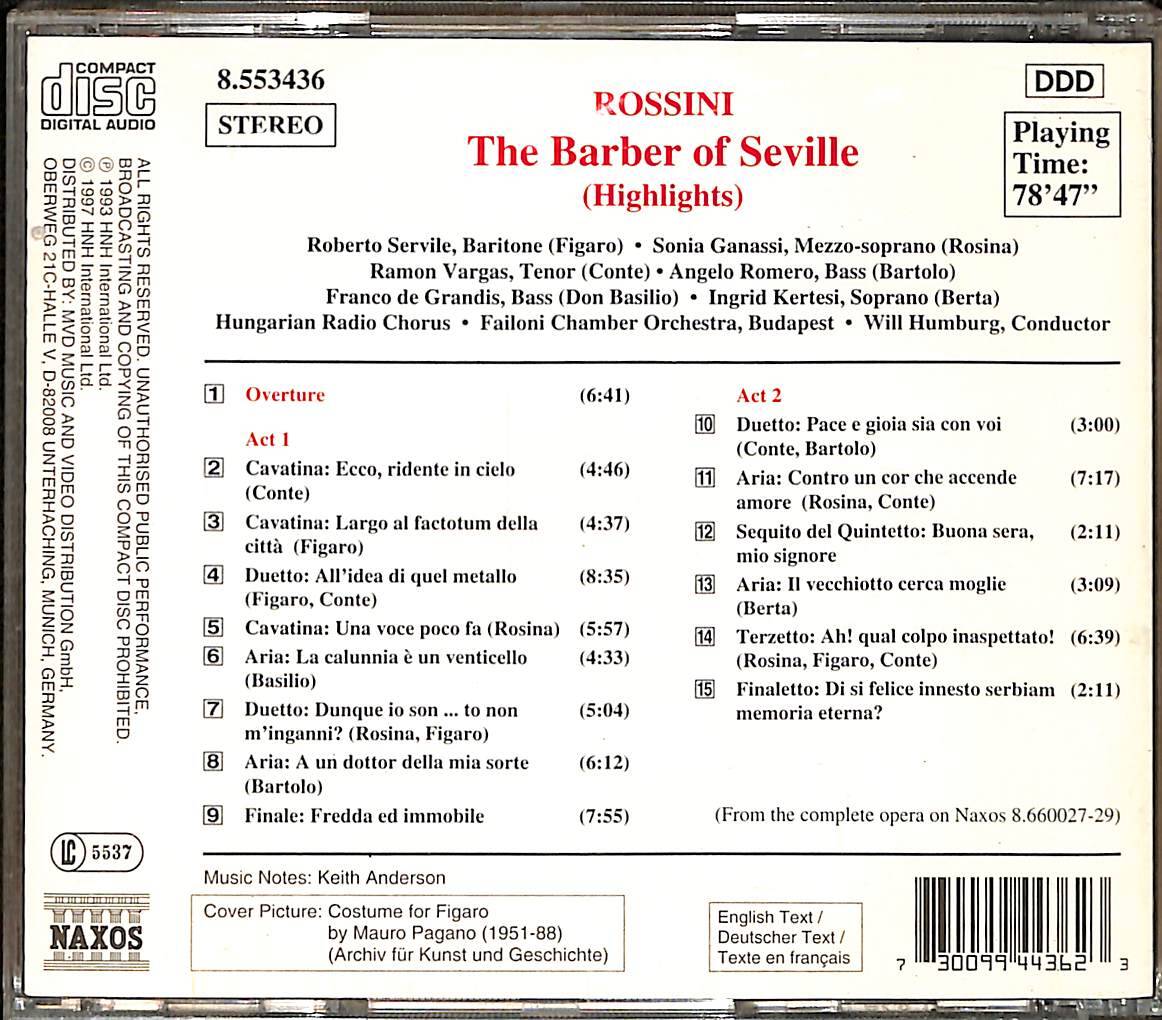 COMPACT
disc
DIGITAL AUDIO
8.553436
STEREO
ROSSINI
The Barber of Seville
(Highlights)
DDD
Playing
Time:
78'47”
Roberto Servile, Baritone (Figaro) • Sonia Ganassi, Mezzo-soprano (Rosina)
Ramon Vargas, Tenor (Conte) • Angelo Romero, Bass (Bartolo)
Franco de Grandis, Bass (Don Basilio) • Ingrid Kertesi, Soprano (Berta)
Hungarian Radio Chorus • Failoni Chamber Orchestra, Budapest • Will Humburg, Conductor
1 Overture (6:41)
Act 1
2 Cavatina: Ecco, ridente in cielo (4:46)
(Conte)
3 Cavatina: Largo al factotum della (4:37)
città (Figaro)
4 Duetto: All'idea di quel metallo (8:35)
(Figaro, Conte)
5 Cavatina: Una voce poco fa (Rosina) (5:57)
6 Aria: La calunnia è un venticello (4:33)
(Basilio)
7 Duetto: Dunque io son ... to non (5:04)
m'inganni? (Rosina, Figaro)
8 Aria: A un dottor della mia sorte (6:12)
(Bartolo)
9 Finale: Fredda ed immobile (7:55)
Act 2
10 Duetto: Pace e gioia sia con voi (3:00)
(Conte, Bartolo)
11 Aria: Contro un cor che accende (7:17)
amore (Rosina, Conte)
12 Sequito del Quintetto: Buona sera, (2:11)
mio signore
13 Aria: Il vecchiotto cerca moglie (3:09)
(Berta)
14 Terzetto: Ah! qual colpo inaspettato! (6:39)
(Rosina, Figaro, Conte)
15 Finaletto: Di si felice innesto serbiam (2:11)
memoria eterna?
(From the complete opera on Naxos 8.660027-29)
Music Notes: Keith Anderson
Cover Picture: Costume for Figaro
by Mauro Pagano (1951-88)
(Archiv für Kunst und Geschichte)
English Text /
Deutscher Text /
Texte en français
7 30099 44362 3
ALL RIGHTS RESERVED. UNAUTHORISED PUBLIC PERFORMANCE,
BROADCASTING AND COPYING OF THIS COMPACT DISC PROHIBITED.
℗ 1993 HNH International Ltd.
© 1997 HNH International Ltd.
DISTRIBUTED BY: MVD MUSIC AND VIDEO DISTRIBUTION GmbH,
OBERWEG 21C-HALLE V, D-82008 UNTERHACHING, MUNICH, GERMANY.
LC 5537
NAXOS